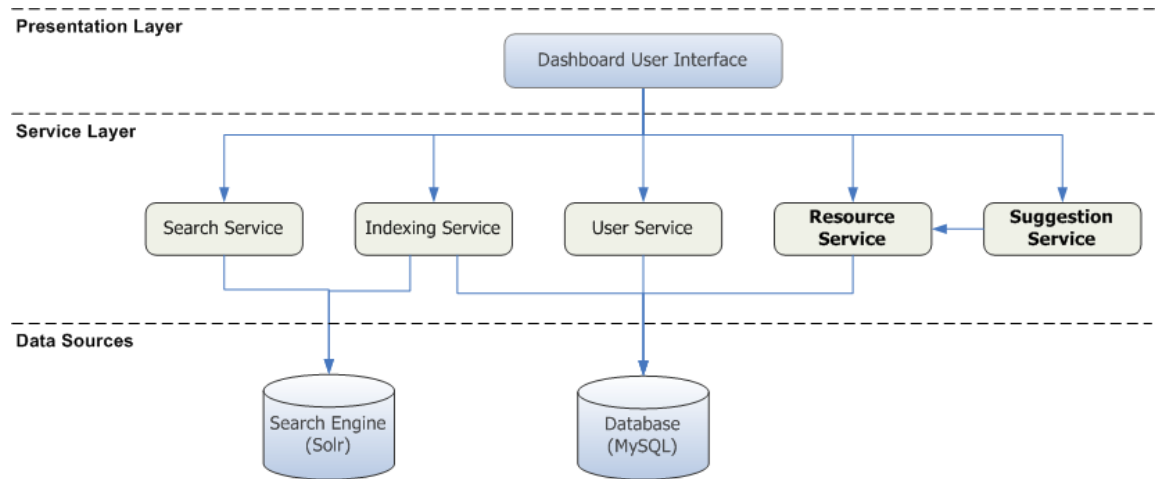 Presentation Layer
Dashboard User Interface
Service Layer
Search Service
Indexing Service
User Service
Resource
Service
Suggestion
Service
Data Sources
Search Engine
(Solr)
Database
(MySQL)